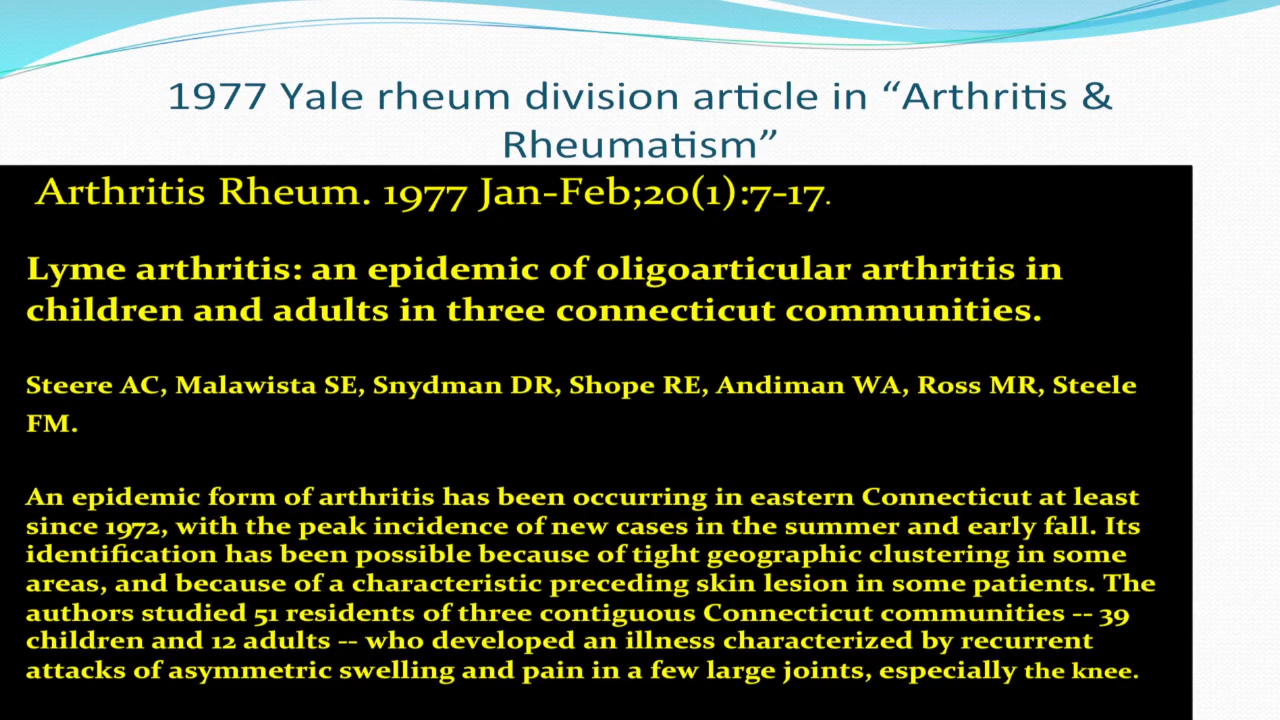 1977 Yale rheum division article in “Arthritis &
Rheumatism”
Arthritis Rheum. 1977 Jan-Feb;20(1):7-17.
Lyme arthritis: an epidemic of oligoarticular arthritis in
children and adults in three connecticut communities.
Steere AC, Malawista SE, Snydman DR, Shope RE, Andiman WA, Ross MR, Steele
FM.
An epidemic form of arthritis has been occurring in eastern Connecticut at least
since 1972, with the peak incidence of new cases in the summer and early fall. Its
identification has been possible because of tight geographic clustering in some
areas, and because of a characteristic preceding skin lesion in some patients. The
authors studied 51 residents of three contiguous Connecticut communities -- 39
children and 12 adults -- who developed an illness characterized by recurrent
attacks of asymmetric swelling and pain in a few large joints, especially the knee.